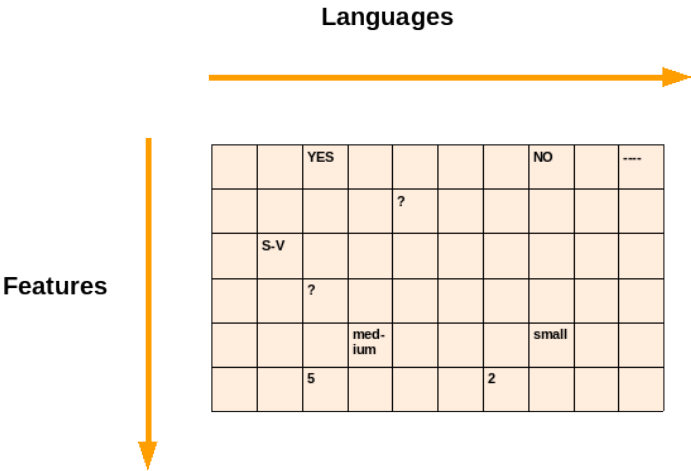 Languages
YES NO ----
?
S-V
Features
?
med-
ium small
5 2